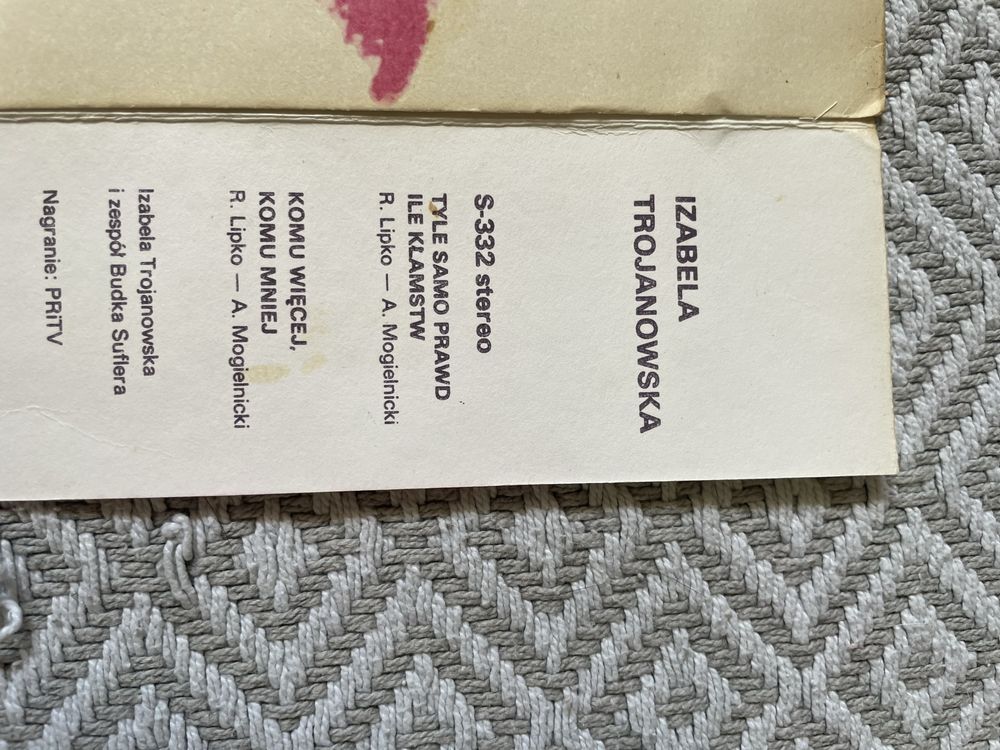 IZABELA
TROJANOWSKA
S-332 stereo
TYLE SAMO PRAWD
ILE KŁAMSTW
R. Lipko — A. Mogielnicki
KOMU WIĘCEJ,
KOMU MNIEJ
R. Lipko — A. Mogielnicki
Izabela Trojanowska
i zespół Budka Suflera
Nagranie: PRiTV